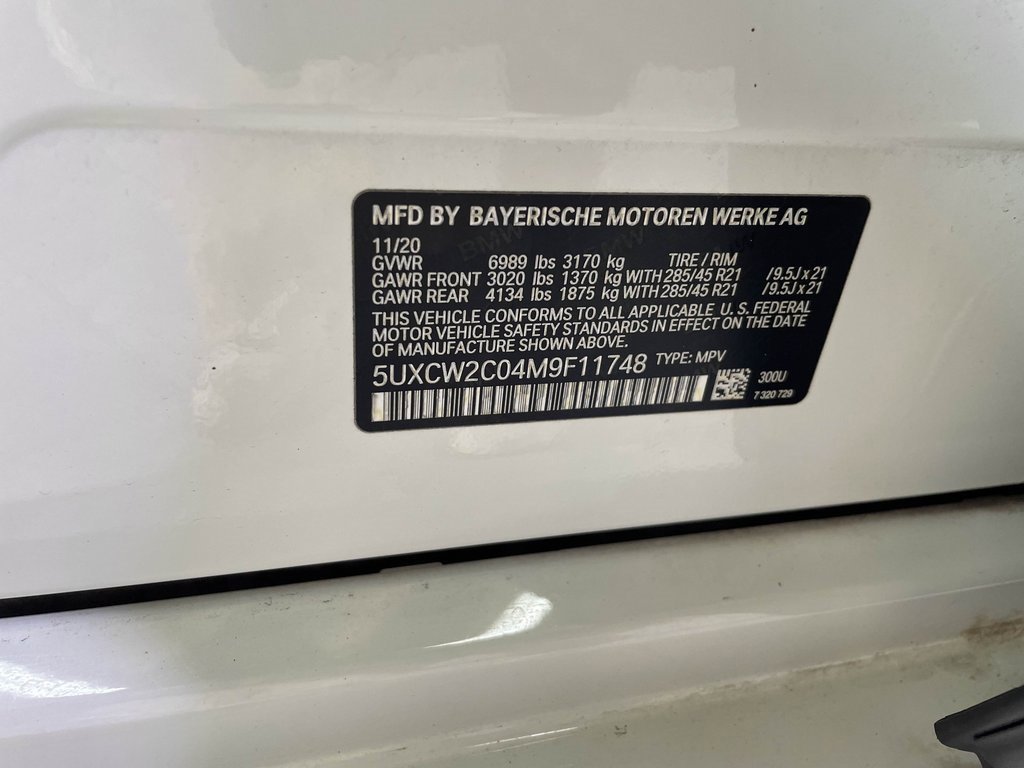 MFD BY BAYERISCHE MOTOREN WERKE AG
11/20
GVWR 6989 lbs 3170 kg TIRE / RIM
GAWR FRONT 3020 lbs 1370 kg WITH 285/45 R21 /9.5J x 21
GAWR REAR 4134 lbs 1875 kg WITH 285/45 R21 /9.5J x 21
THIS VEHICLE CONFORMS TO ALL APPLICABLE U. S. FEDERAL
MOTOR VEHICLE SAFETY STANDARDS IN EFFECT ON THE DATE
OF MANUFACTURE SHOWN ABOVE.
5UXCW2C04M9F11748 TYPE: MPV
300U
7 320 729